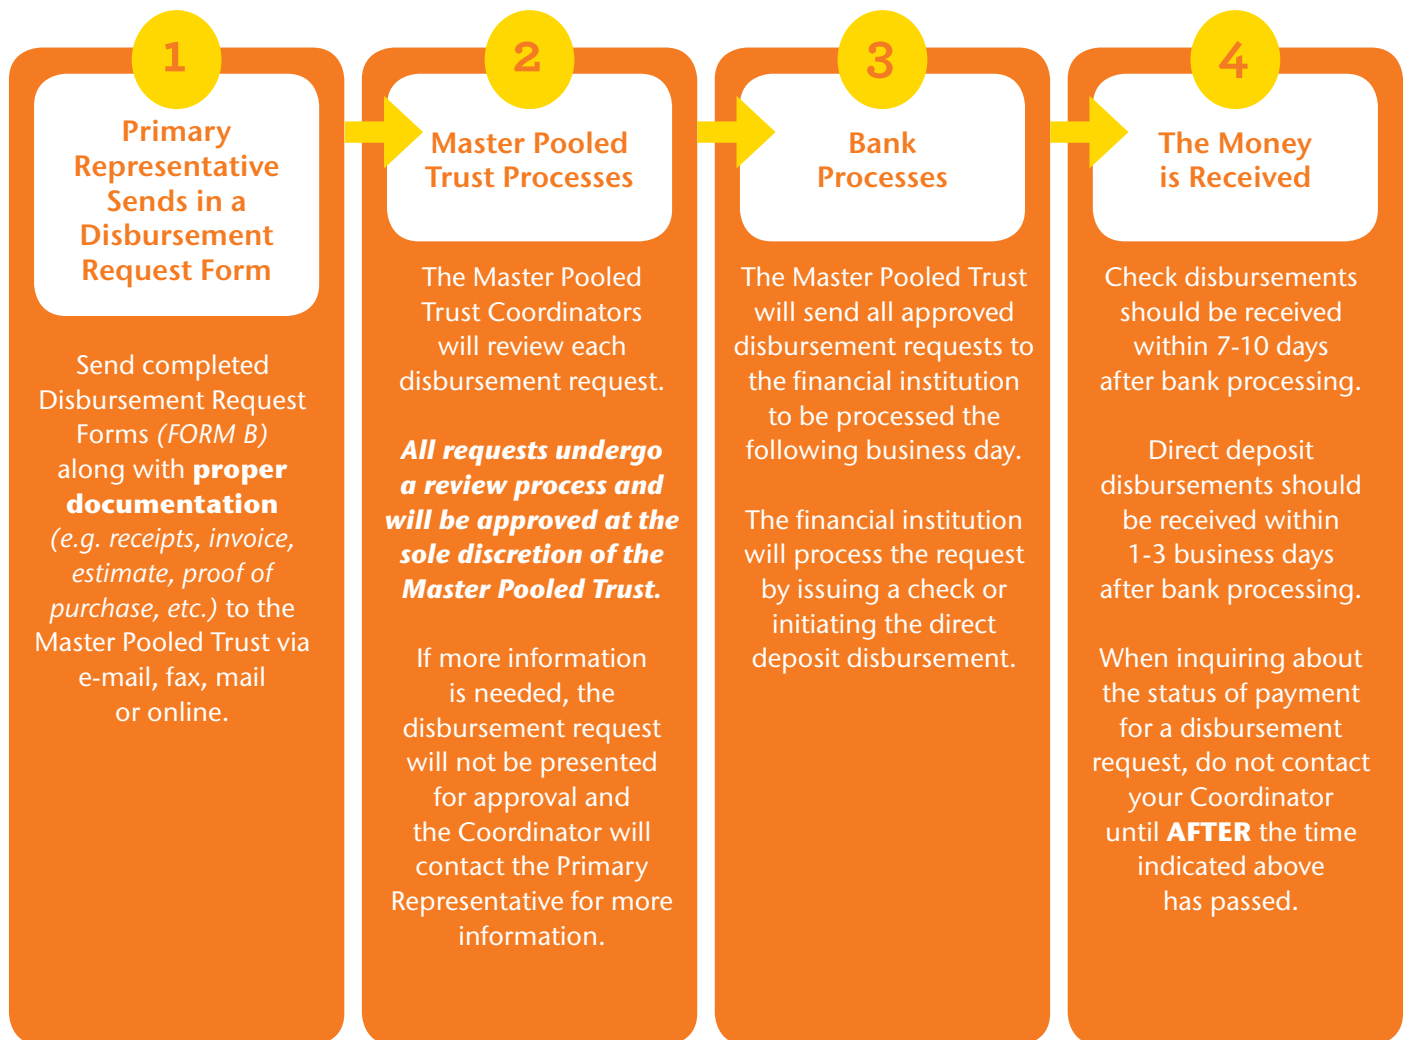 1
Primary
Representative
Sends in a
Disbursement
Request Form
Send completed
Disbursement Request
Forms (FORM B)
along with proper
documentation
(e.g. receipts, invoice,
estimate, proof of
purchase, etc.) to the
Master Pooled Trust via
e-mail, fax, mail
or online.
2
Master Pooled
Trust Processes
The Master Pooled
Trust Coordinators
will review each
disbursement request.
All requests undergo
a review process and
will be approved at the
sole discretion of the
Master Pooled Trust.
If more information
is needed, the
disbursement request
will not be presented
for approval and
the Coordinator will
contact the Primary
Representative for more
information.
3
Bank
Processes
The Master Pooled Trust
will send all approved
disbursement requests to
the financial institution
to be processed the
following business day.
The financial institution
will process the request
by issuing a check or
initiating the direct
deposit disbursement.
4
The Money
is Received
Check disbursements
should be received
within 7-10 days
after bank processing.
Direct deposit
disbursements should
be received within
1-3 business days
after bank processing.
When inquiring about
the status of payment
for a disbursement
request, do not contact
your Coordinator
until AFTER the time
indicated above
has passed.